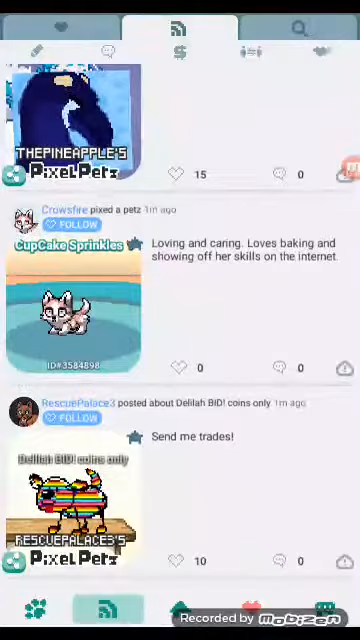 $
THEPINEAPPLE'S
PixelPetz
15
0
Crowsfire pixed a petz 1m ago
FOLLOW
CupCake Sprinkles
Loving and caring. Loves baking and
showing off her skills on the internet.
ID#3584898
0
0
RescuePalace3 posted about Delilah BID! coins only 1m ago
FOLLOW
Send me trades!
Delilah BID! coins only
RESCUEPALACE3'S
PixelPetz
10
0
Recorded by mobizen